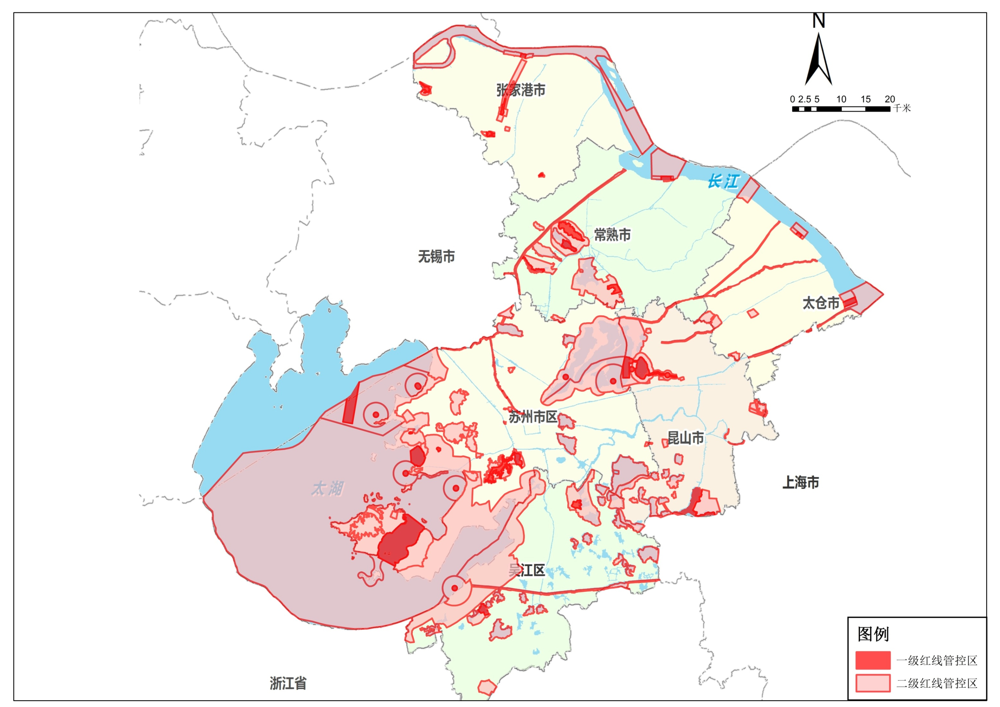 N
0 2.5 5 10 15 20
千米
张家港市
长江
常熟市
无锡市
太仓市
苏州市区
昆山市
太湖
上海市
吴江区
浙江省
图例
一级红线管控区
二级红线管控区